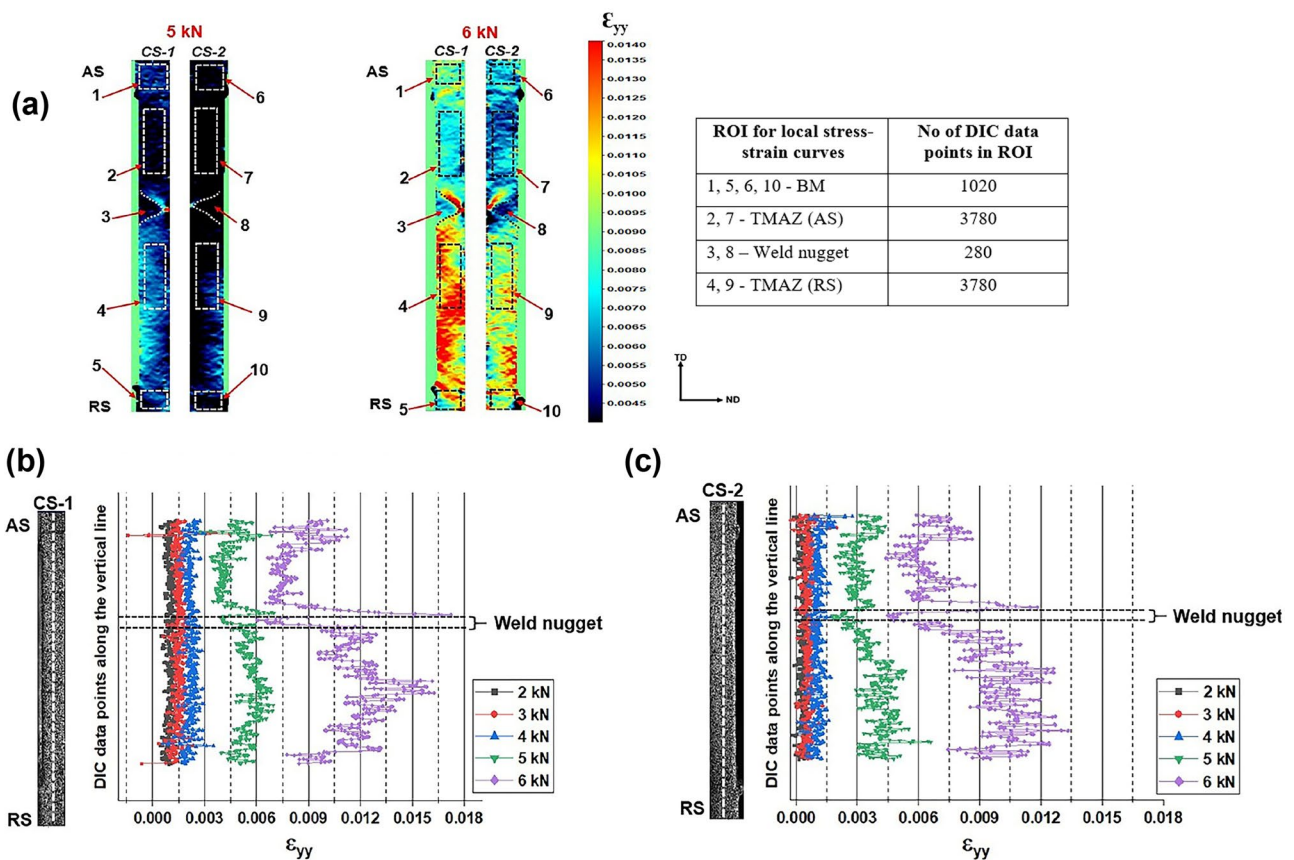 (a)
5 kN
CS-1 CS-2
AS
1
2
3
4
5
RS
6
7
8
9
10
6 kN
CS-1 CS-2
AS
1
2
3
4
RS
5
6
7
8
9
10
εyy
0.0140
0.0135
0.0130
0.0125
0.0120
0.0115
0.0110
0.0105
0.0100
0.0095
0.0090
0.0085
0.0080
0.0075
0.0070
0.0065
0.0060
0.0055
0.0050
0.0045
ROI for local stress-
strain curves
No of DIC data
points in ROI
1, 5, 6, 10 - BM 1020
2, 7 - TMAZ (AS) 3780
3, 8 – Weld nugget 280
4, 9 - TMAZ (RS) 3780
TD
ND
(b)
CS-1
AS
RS
DIC data points along the vertical line
Weld nugget
2 kN
3 kN
4 kN
5 kN
6 kN
0.000 0.003 0.006 0.009 0.012 0.015 0.018
εyy
(c)
CS-2
AS
RS
DIC data points along the vertical line
Weld nugget
2 kN
3 kN
4 kN
5 kN
6 kN
0.000 0.003 0.006 0.009 0.012 0.015 0.018
εyy